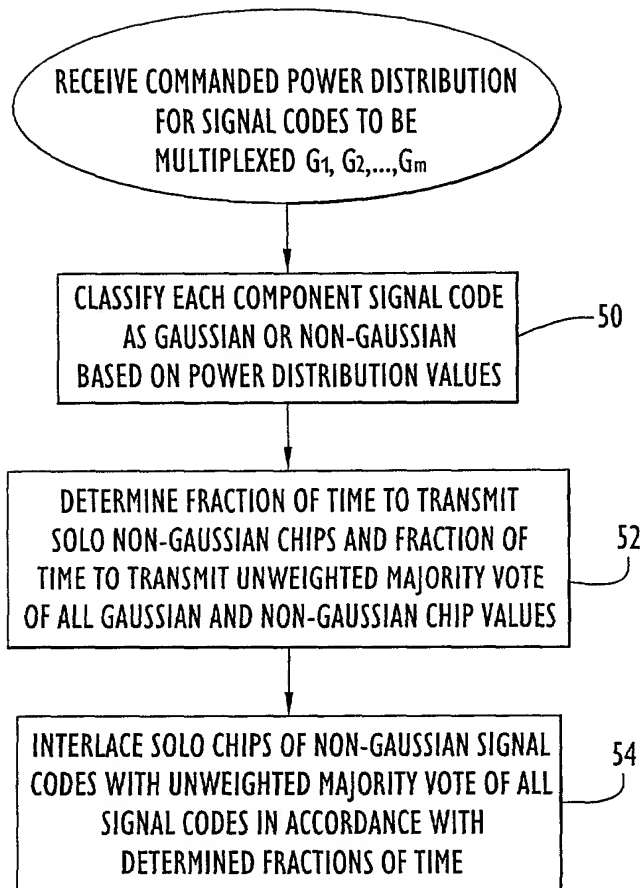 RECEIVE COMMANDED POWER DISTRIBUTION
FOR SIGNAL CODES TO BE
MULTIPLEXED G1, G2,...,Gm
CLASSIFY EACH COMPONENT SIGNAL CODE
AS GAUSSIAN OR NON-GAUSSIAN
BASED ON POWER DISTRIBUTION VALUES
50
DETERMINE FRACTION OF TIME TO TRANSMIT
SOLO NON-GAUSSIAN CHIPS AND FRACTION OF
TIME TO TRANSMIT UNWEIGHTED MAJORITY VOTE
OF ALL GAUSSIAN AND NON-GAUSSIAN CHIP VALUES
52
INTERLACE SOLO CHIPS OF NON-GAUSSIAN SIGNAL
CODES WITH UNWEIGHTED MAJORITY VOTE OF ALL
SIGNAL CODES IN ACCORDANCE WITH
DETERMINED FRACTIONS OF TIME
54